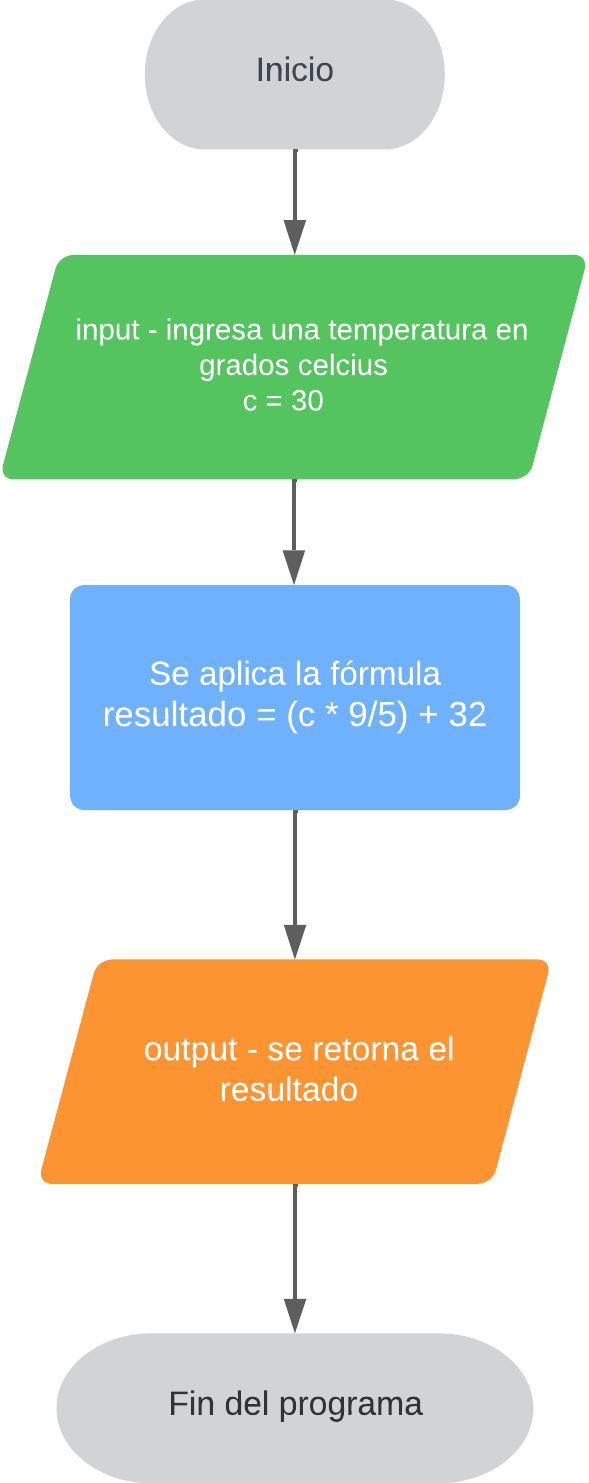 Inicio
input - ingresa una temperatura en
grados celcius
c = 30
Se aplica la fórmula
resultado = (c * 9/5) + 32
output - se retorna el
resultado
Fin del programa